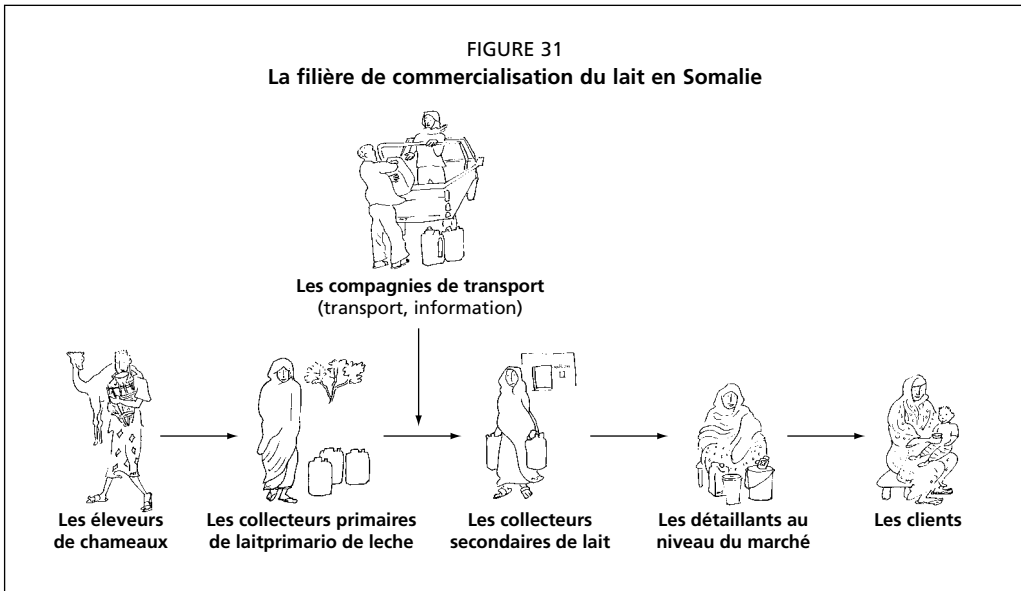 FIGURE 31
La filière de commercialisation du lait en Somalie
Les compagnies de transport
(transport, information)
Les éleveurs
de chameaux
Les collecteurs primaires
de laitprimario de leche
Les collecteurs
secondaires de lait
Les détaillants au
niveau du marché
Les clients